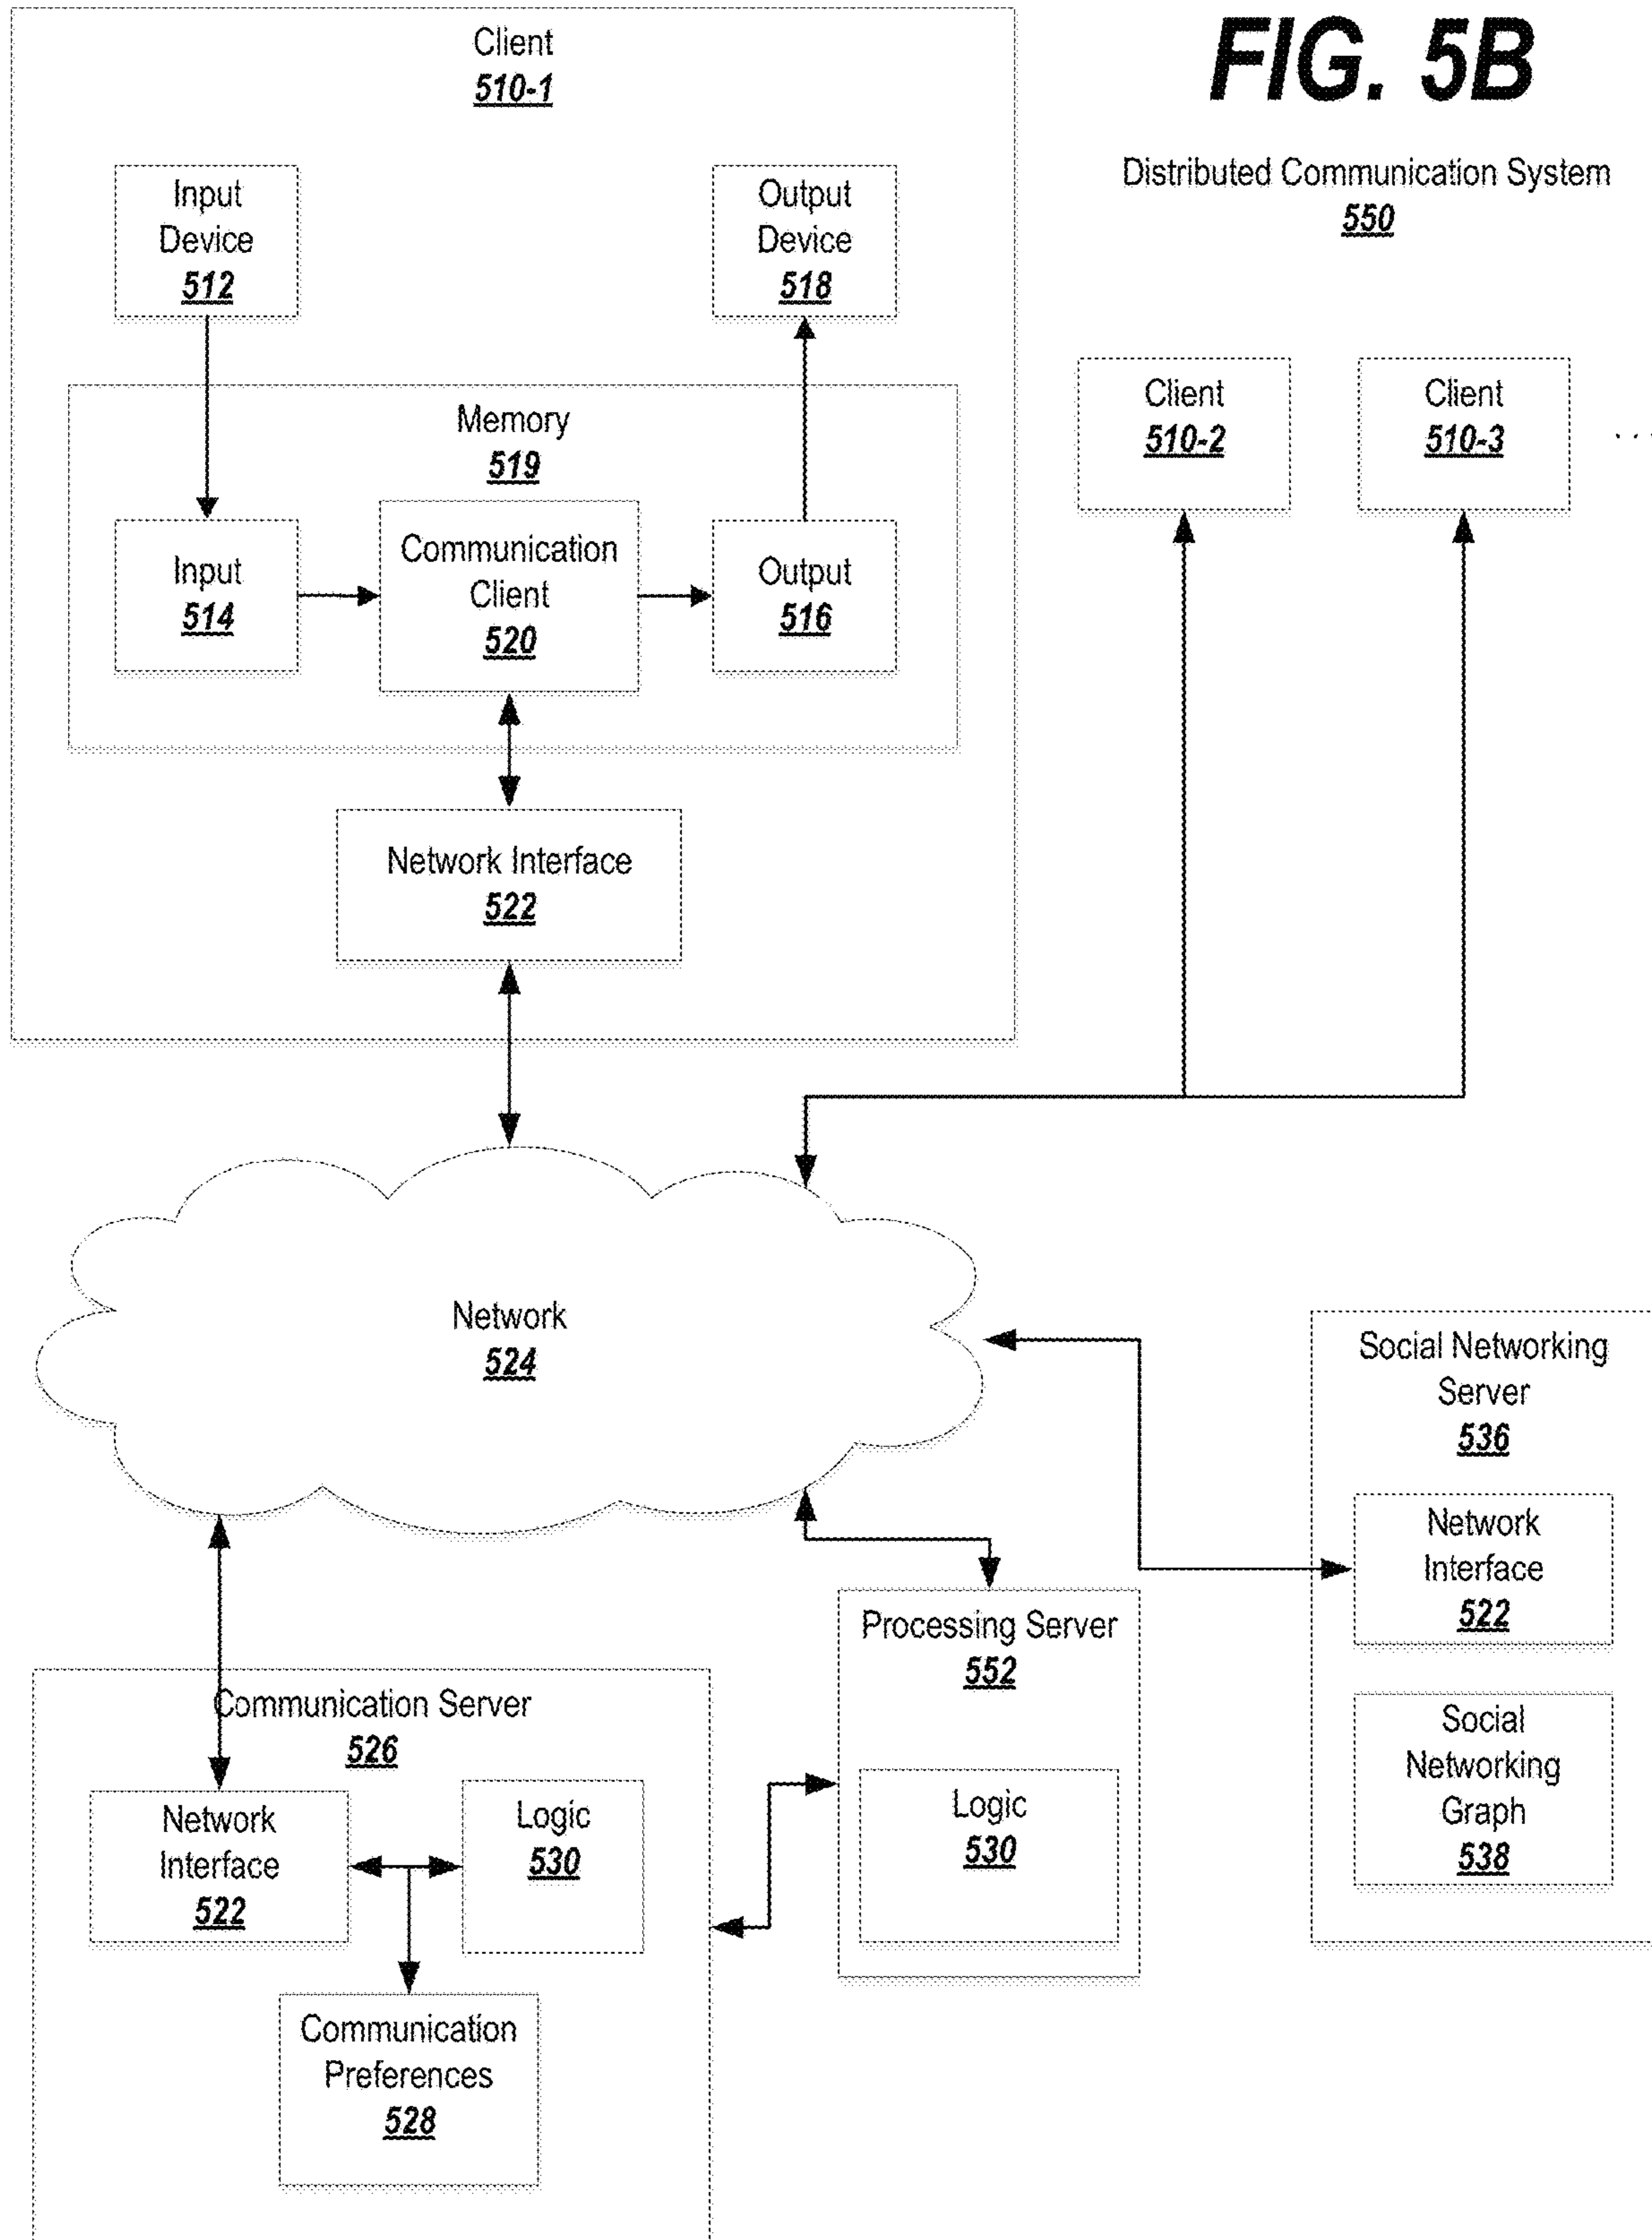 FIG. 5B
Distributed Communication System
550
Client
510-1
Input
Device
512
Output
Device
518
Memory
519
Input
514
Communication
Client
520
Output
516
Network Interface
522
Client
510-2
Client
510-3
...
Network
524
Social Networking
Server
536
Network
Interface
522
Social
Networking
Graph
538
Processing Server
552
Logic
530
Communication Server
526
Network
Interface
522
Logic
530
Communication
Preferences
528